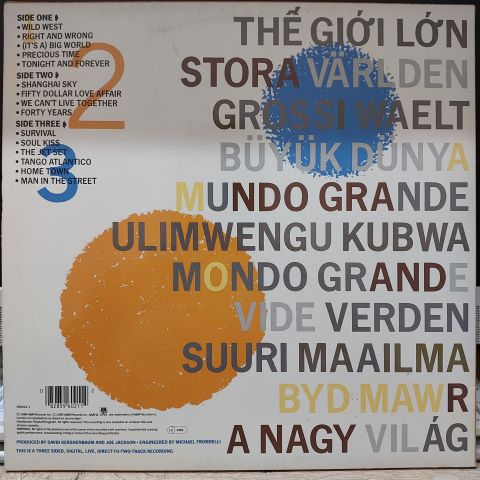 SIDE ONE
• WILD WEST
• RIGHT AND WRONG
• (IT'S A) BIG WORLD
• PRECIOUS TIME
• TONIGHT AND FOREVER
2
SIDE TWO
• SHANGHAI SKY
• FIFTY DOLLAR LOVE AFFAIR
• WE CAN'T LIVE TOGETHER
• FORTY YEARS
SIDE THREE
• SURVIVAL
• SOUL KISS
• THE JET SET
• TANGO ATLANTICO
• HOME TOWN
• MAN IN THE STREET
3
THẾ GIỚI LỚN
STORA VÄRLDEN
GROSSI WAELT
BÜYÜK DÜNYA
MUNDO GRANDE
ULIMWENGU KUBWA
MONDO GRANDE
VIDE VERDEN
SUURI MAAILMA
BYD MAWR
A NAGY VILÁG
PRODUCED BY DAVID KERSHENBAUM AND JOE JACKSON • ENGINEERED BY MICHAEL FRONDELLI
THIS IS A THREE SIDED, DIGITAL, LIVE, DIRECT-TO-TWO-TRACK RECORDING